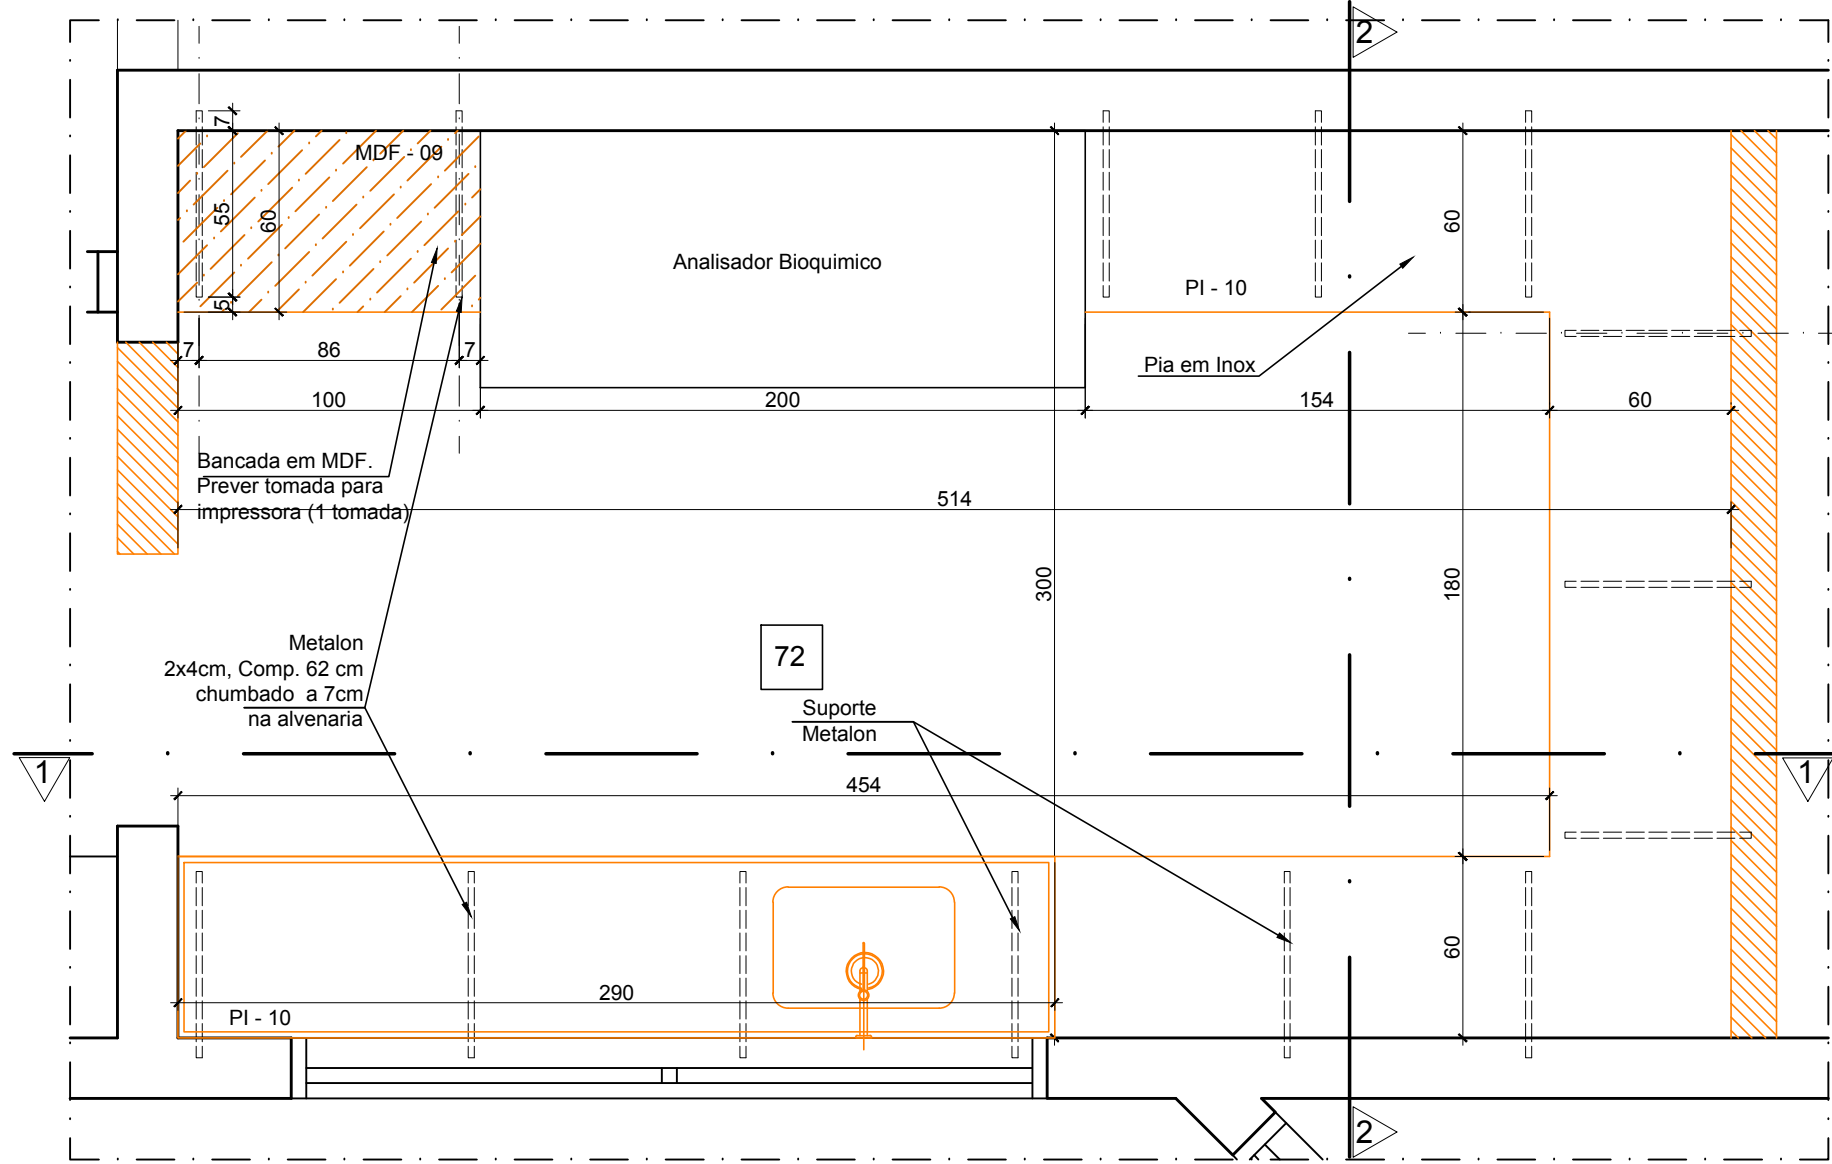 2
7
MDF - 09
55
60
60
Analisador Bioquimico
PI - 10
5
7
86
7
Pia em Inox
100
200
154
60
Bancada em MDF.
Prever tomada para
impressora (1 tomada)
514
300
180
Metalon
2x4cm, Comp. 62 cm
chumbado a 7cm
na alvenaria
72
Suporte
Metalon
1
1
454
60
290
PI - 10
2